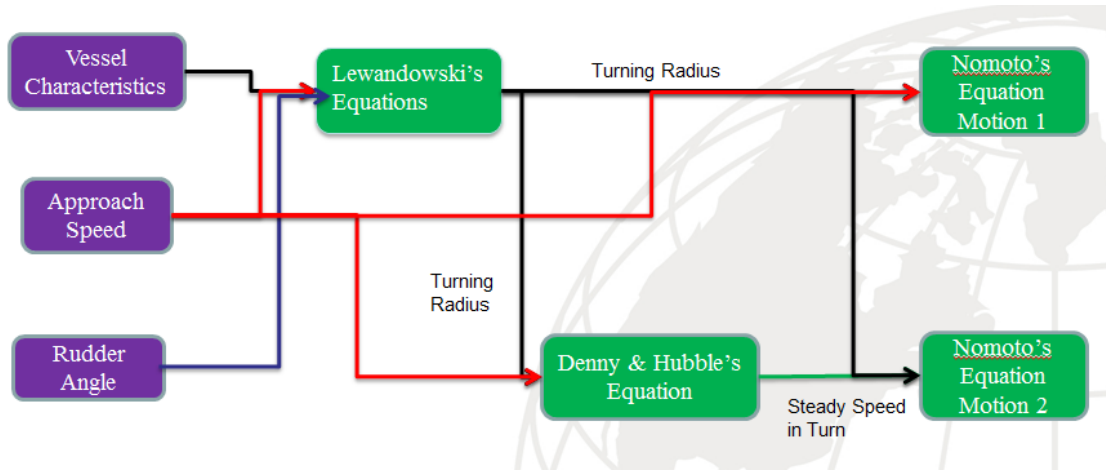 Vessel
Characteristics
Lewandowski's
Equations
Turning Radius
Nomoto's
Equation
Motion 1
Approach
Speed
Turning
Radius
Rudder
Angle
Denny & Hubble's
Equation
Steady Speed
in Turn
Nomoto's
Equation
Motion 2